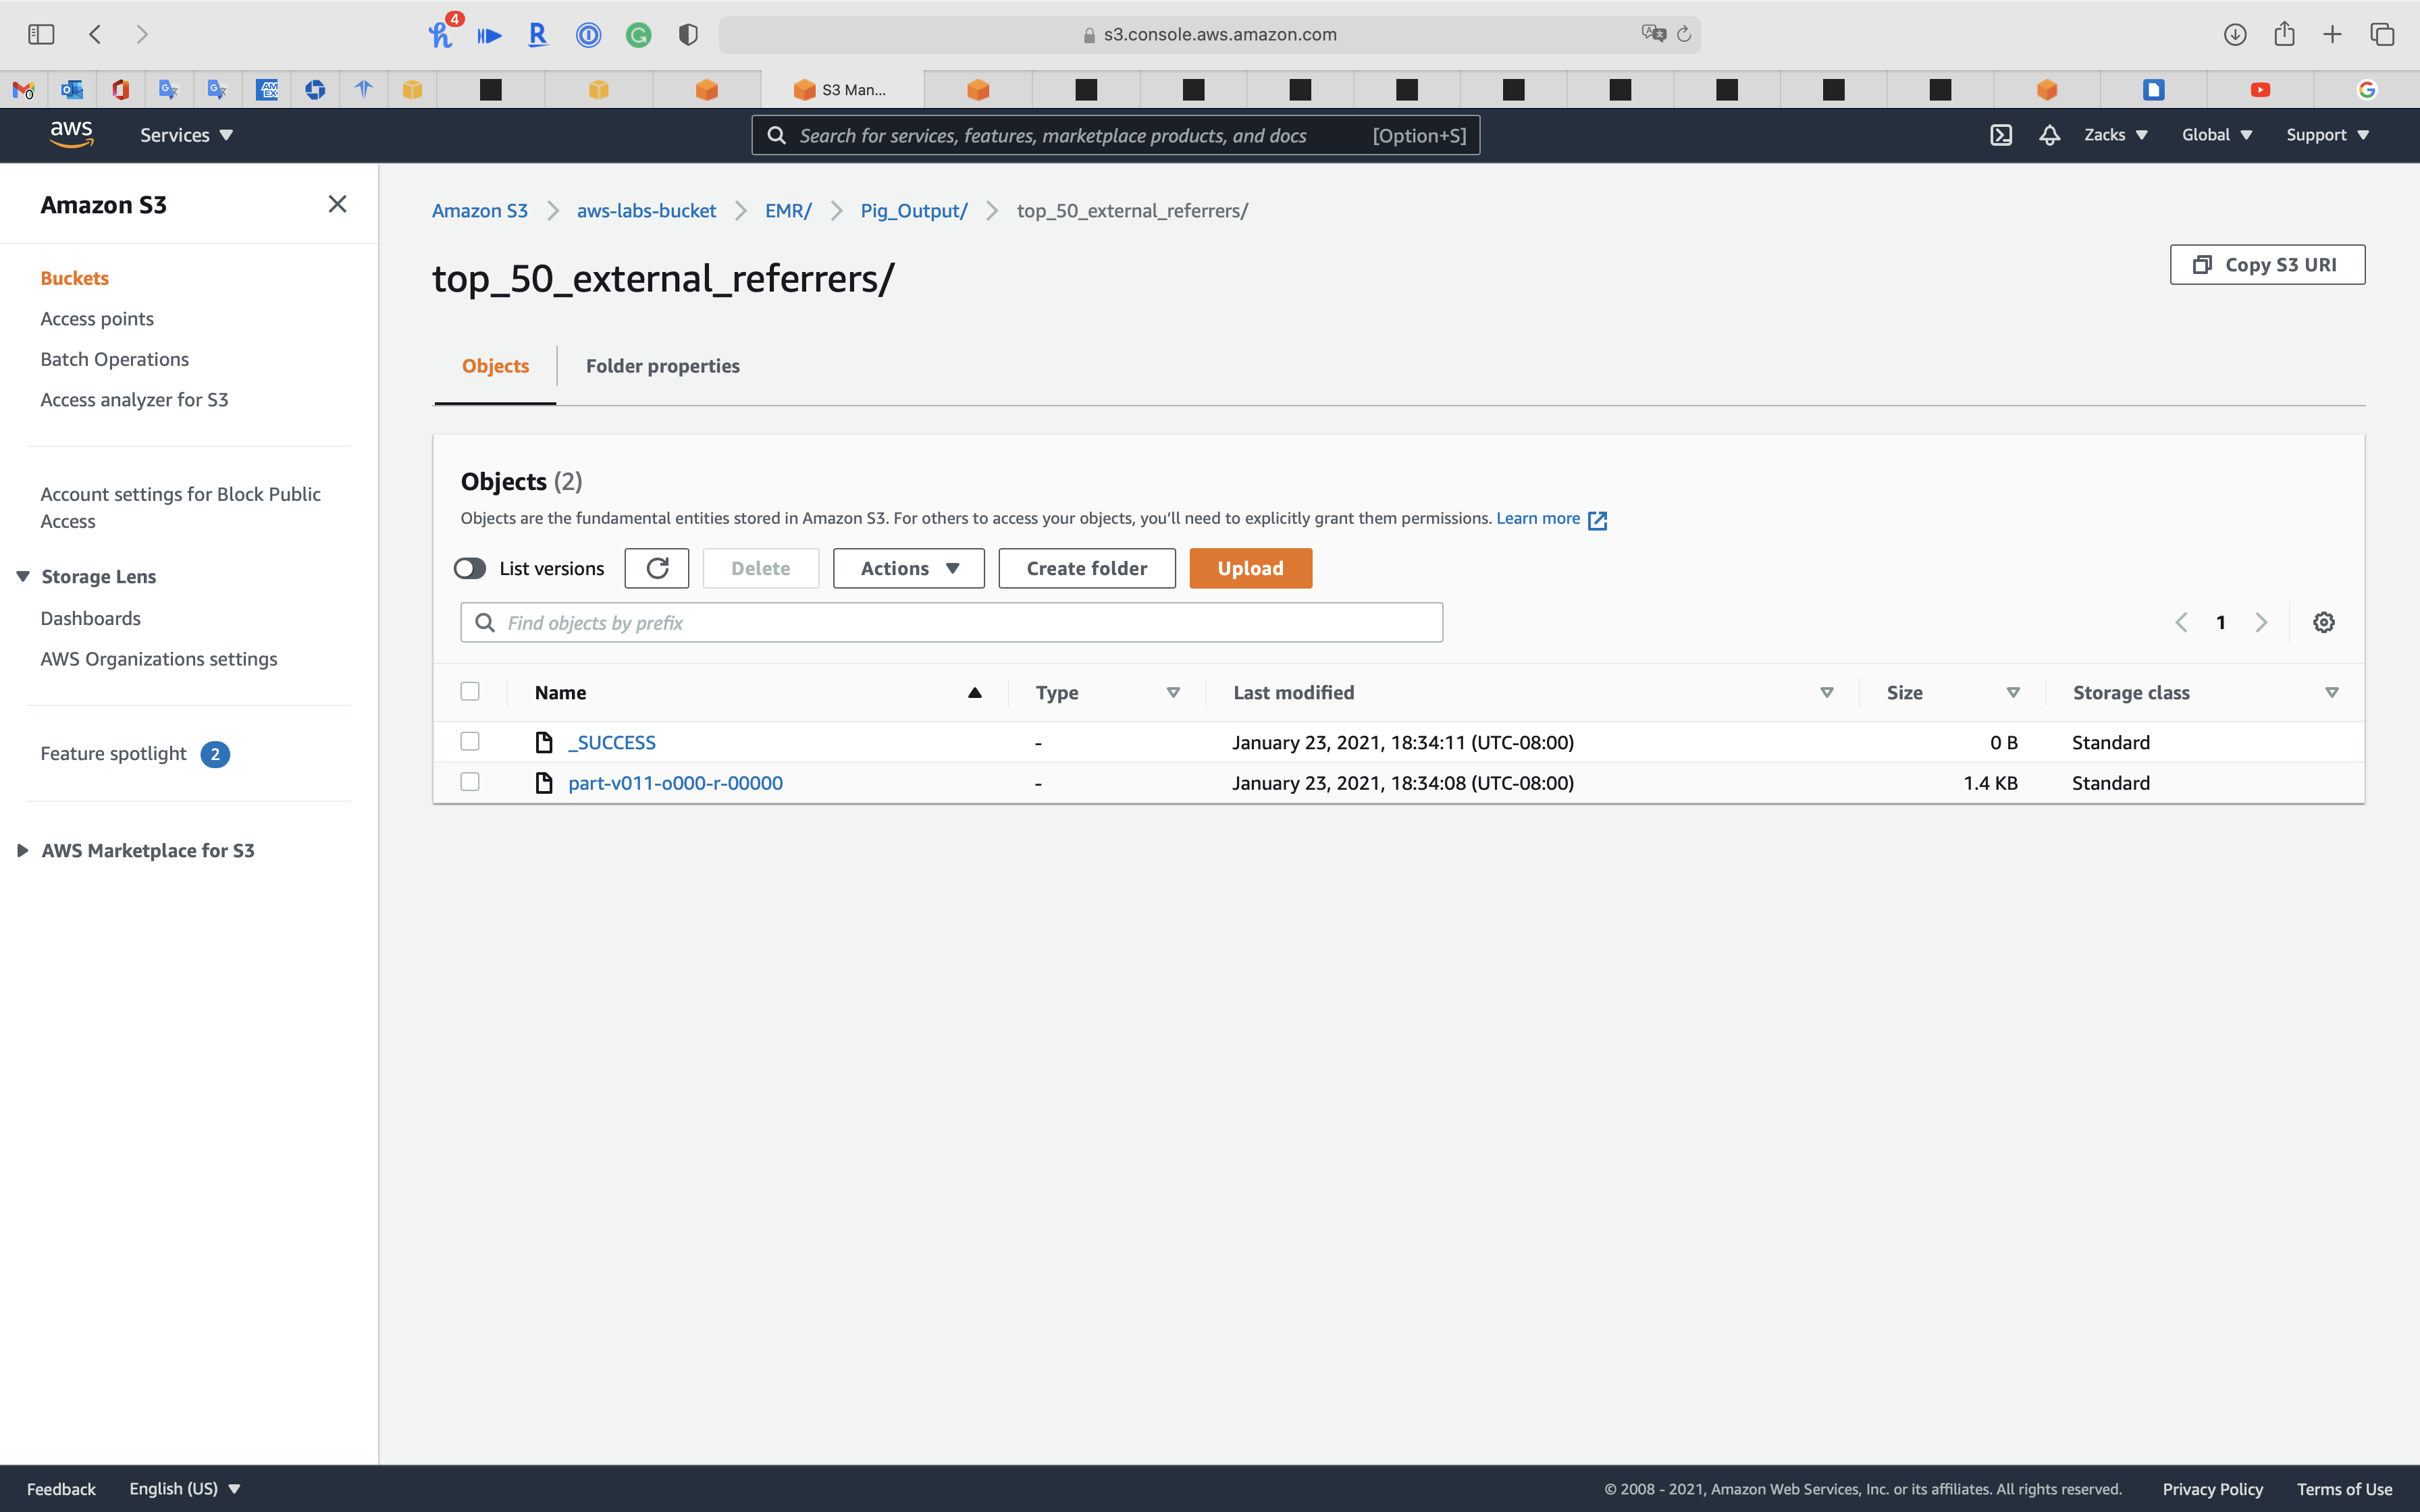 4
s3.console.aws.amazon.com
S3 Man...
aws
Services
Search for services, features, marketplace products, and docs [Option+S]
Zacks
Global
Support
Amazon S3
Buckets
Access points
Batch Operations
Access analyzer for S3
Account settings for Block Public
Access
Storage Lens
Dashboards
AWS Organizations settings
Feature spotlight 2
AWS Marketplace for S3
Amazon S3 aws-labs-bucket EMR/ Pig_Output/ top_50_external_referrers/
top_50_external_referrers/
Copy S3 URI
Objects Folder properties
Objects (2)
Objects are the fundamental entities stored in Amazon S3. For others to access your objects, you’ll need to explicitly grant them permissions. Learn more
List versions Delete Actions Create folder Upload
Find objects by prefix
1
Name Type Last modified Size Storage class
_SUCCESS - January 23, 2021, 18:34:11 (UTC-08:00) 0 B Standard
part-v011-o000-r-00000 - January 23, 2021, 18:34:08 (UTC-08:00) 1.4 KB Standard
Feedback English (US) © 2008 - 2021, Amazon Web Services, Inc. or its affiliates. All rights reserved. Privacy Policy Terms of Use